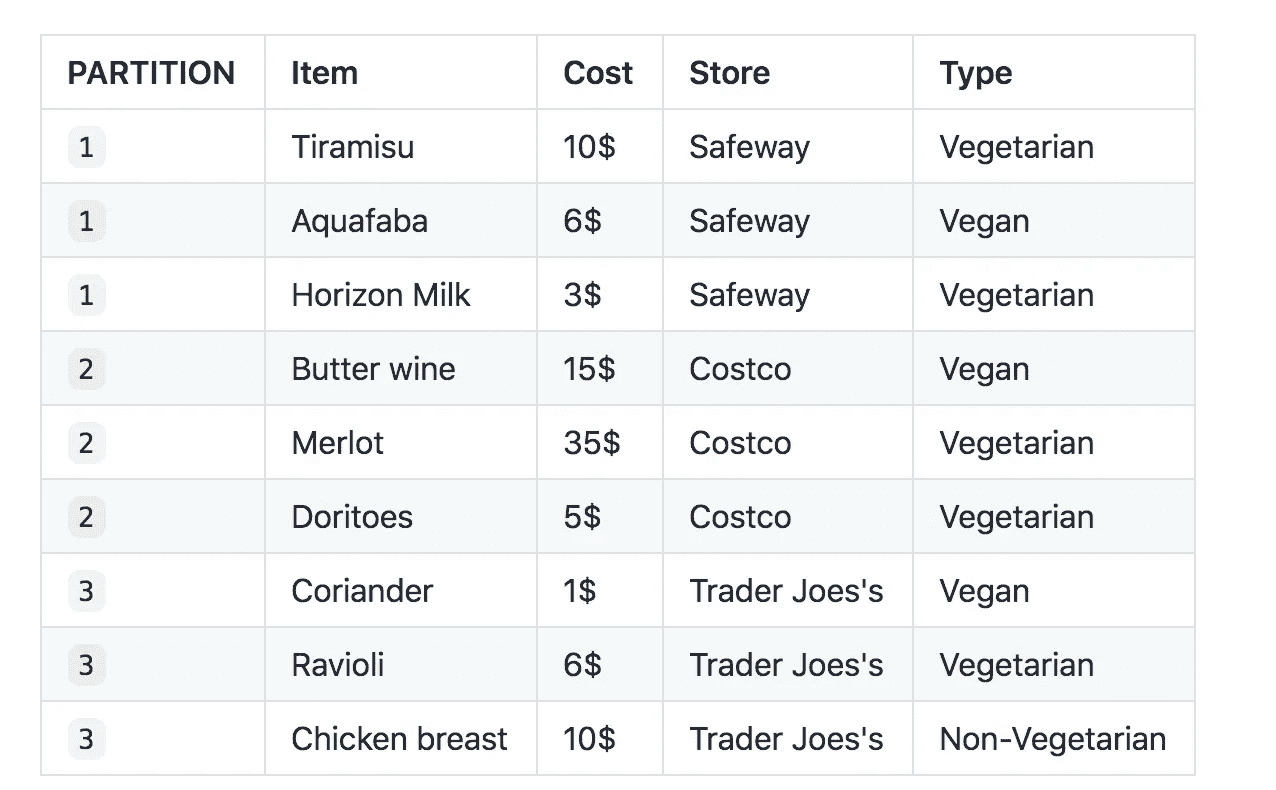 PARTITION Item Cost Store Type
1 Tiramisu 10$ Safeway Vegetarian
1 Aquafaba 6$ Safeway Vegan
1 Horizon Milk 3$ Safeway Vegetarian
2 Butter wine 15$ Costco Vegan
2 Merlot 35$ Costco Vegetarian
2 Doritoes 5$ Costco Vegetarian
3 Coriander 1$ Trader Joes's Vegan
3 Ravioli 6$ Trader Joes's Vegetarian
3 Chicken breast 10$ Trader Joes's Non-Vegetarian